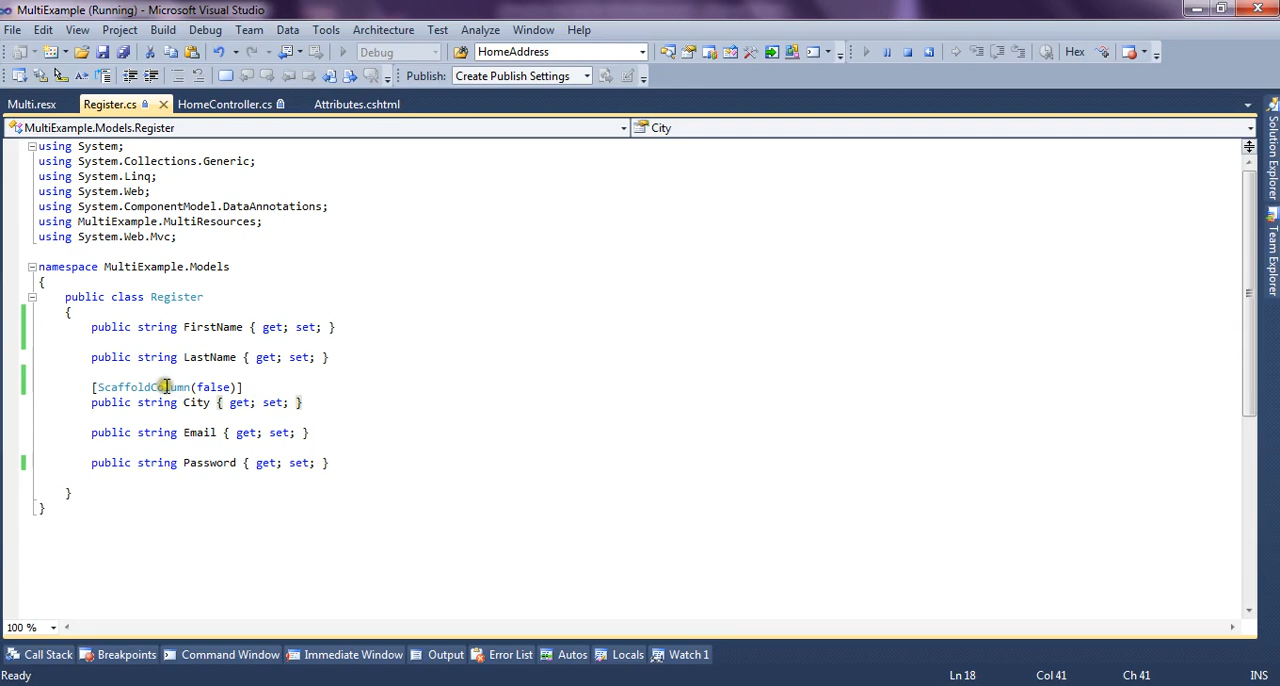 MultiExample (Running) - Microsoft Visual Studio
File Edit View Project Build Debug Team Data Tools Architecture Test Analyze Window Help
Debug HomeAddress Hex
Publish: Create Publish Settings
Multi.resx Register.cs HomeController.cs Attributes.cshtml
MultiExample.Models.Register City
using System;
using System.Collections.Generic;
using System.Linq;
using System.Web;
using System.ComponentModel.DataAnnotations;
using MultiExample.MultiResources;
using System.Web.Mvc;
namespace MultiExample.Models
{
public class Register
{
public string FirstName { get; set; }
public string LastName { get; set; }
[ScaffoldColumn(false)]
public string City { get; set; }
public string Email { get; set; }
public string Password { get; set; }
}
}
Solution Explorer
Team Explorer
100 %
Call Stack Breakpoints Command Window Immediate Window Output Error List Autos Locals Watch 1
Ready Ln 18 Col 41 Ch 41 INS